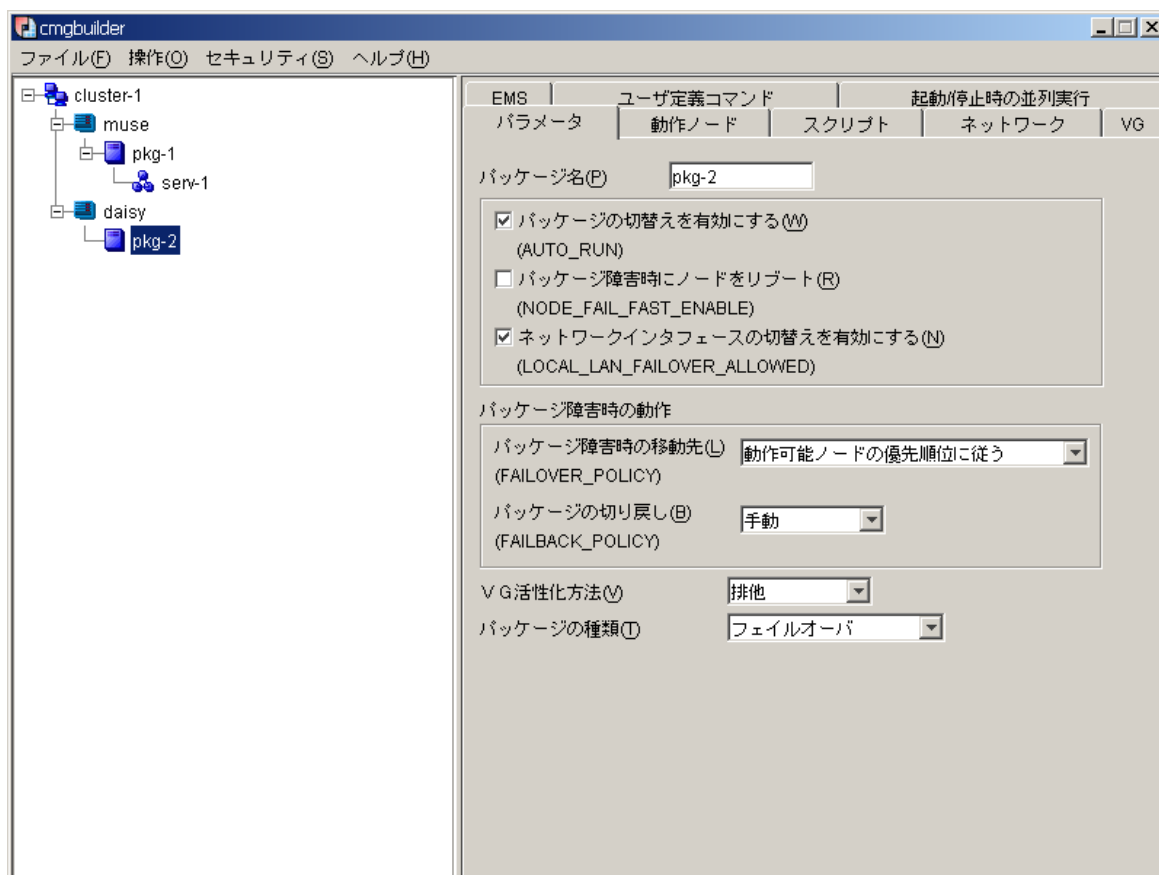 cmgbuilder
ファイル(F) 操作(O) セキュリティ(S) ヘルプ(H)
cluster-1
muse
pkg-1
serv-1
daisy
pkg-2
EMS ユーザ定義コマンド 起動/停止時の並列実行
パラメータ 動作ノード スクリプト ネットワーク VG
パッケージ名(P) pkg-2
パッケージの切替えを有効にする(W)
(AUTO_RUN)
パッケージ障害時にノードをリブート(R)
(NODE_FAIL_FAST_ENABLE)
ネットワークインタフェースの切替えを有効にする(N)
(LOCAL_LAN_FAILOVER_ALLOWED)
パッケージ障害時の動作
パッケージ障害時の移動先(L) 動作可能ノードの優先順位に従う
(FAILOVER_POLICY)
パッケージの切り戻し(B) 手動
(FAILBACK_POLICY)
ＶＧ活性化方法(V) 排他
パッケージの種類(T) フェイルオーバ